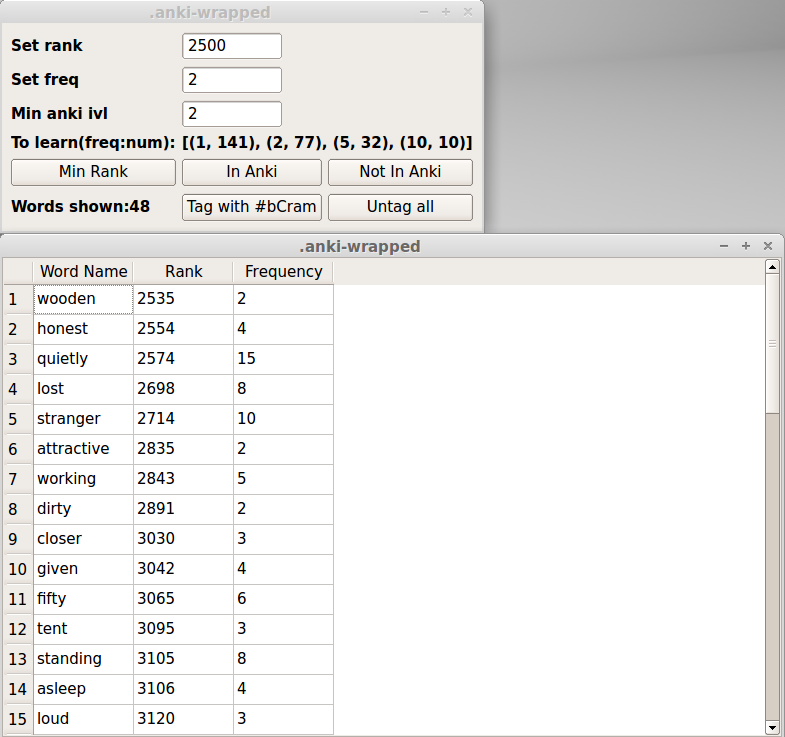 .anki-wrapped
Set rank 2500
Set freq 2
Min anki ivl 2
To learn(freq:num): [(1, 141), (2, 77), (5, 32), (10, 10)]
Min Rank In Anki Not In Anki
Words shown:48 Tag with #bCram Untag all
.anki-wrapped
Word Name Rank Frequency
1 wooden 2535 2
2 honest 2554 4
3 quietly 2574 15
4 lost 2698 8
5 stranger 2714 10
6 attractive 2835 2
7 working 2843 5
8 dirty 2891 2
9 closer 3030 3
10 given 3042 4
11 fifty 3065 6
12 tent 3095 3
13 standing 3105 8
14 asleep 3106 4
15 loud 3120 3